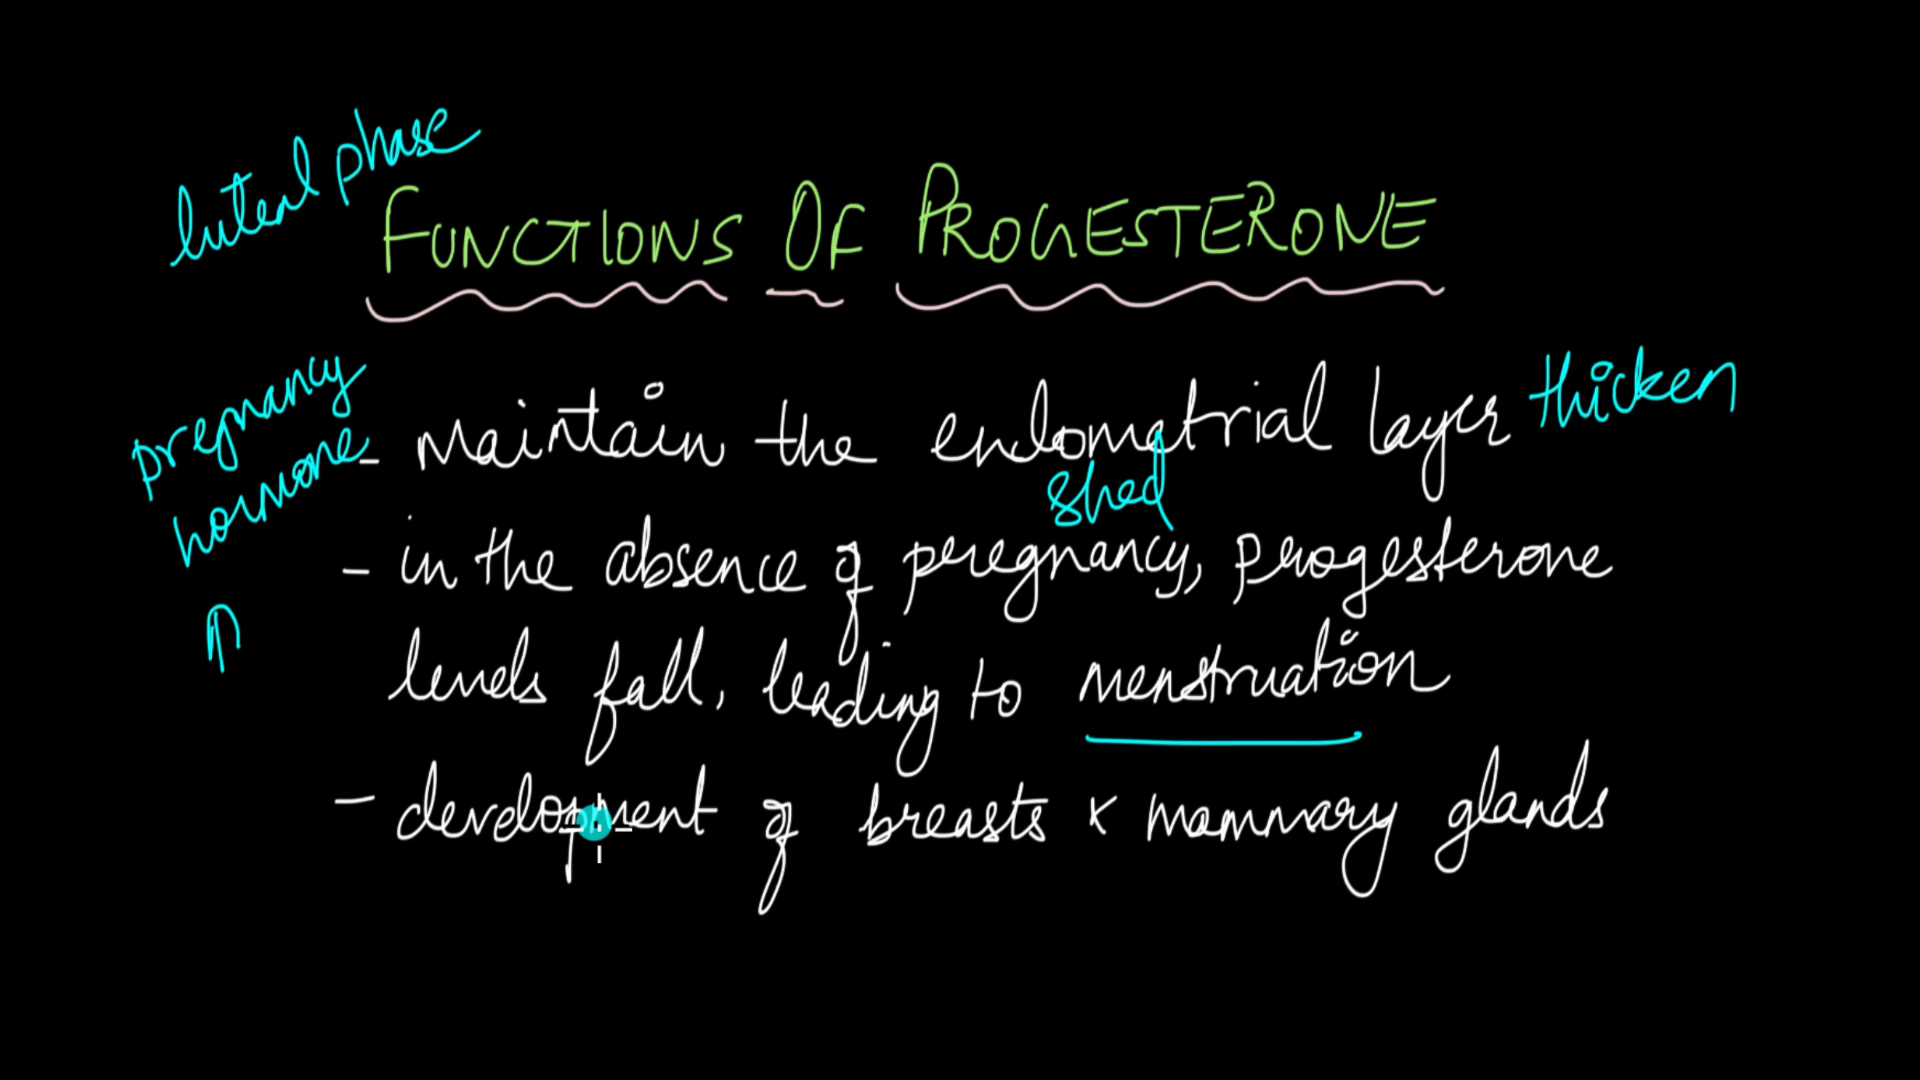 luteal phase
FUNCTIONS OF PROGESTERONE
pregnancy
hormone
- Maintain the endometrial layer thicken
shed
- in the absence of pregnancy, progesterone
levels fall, leading to menstruation
- development of breasts & mammary glands